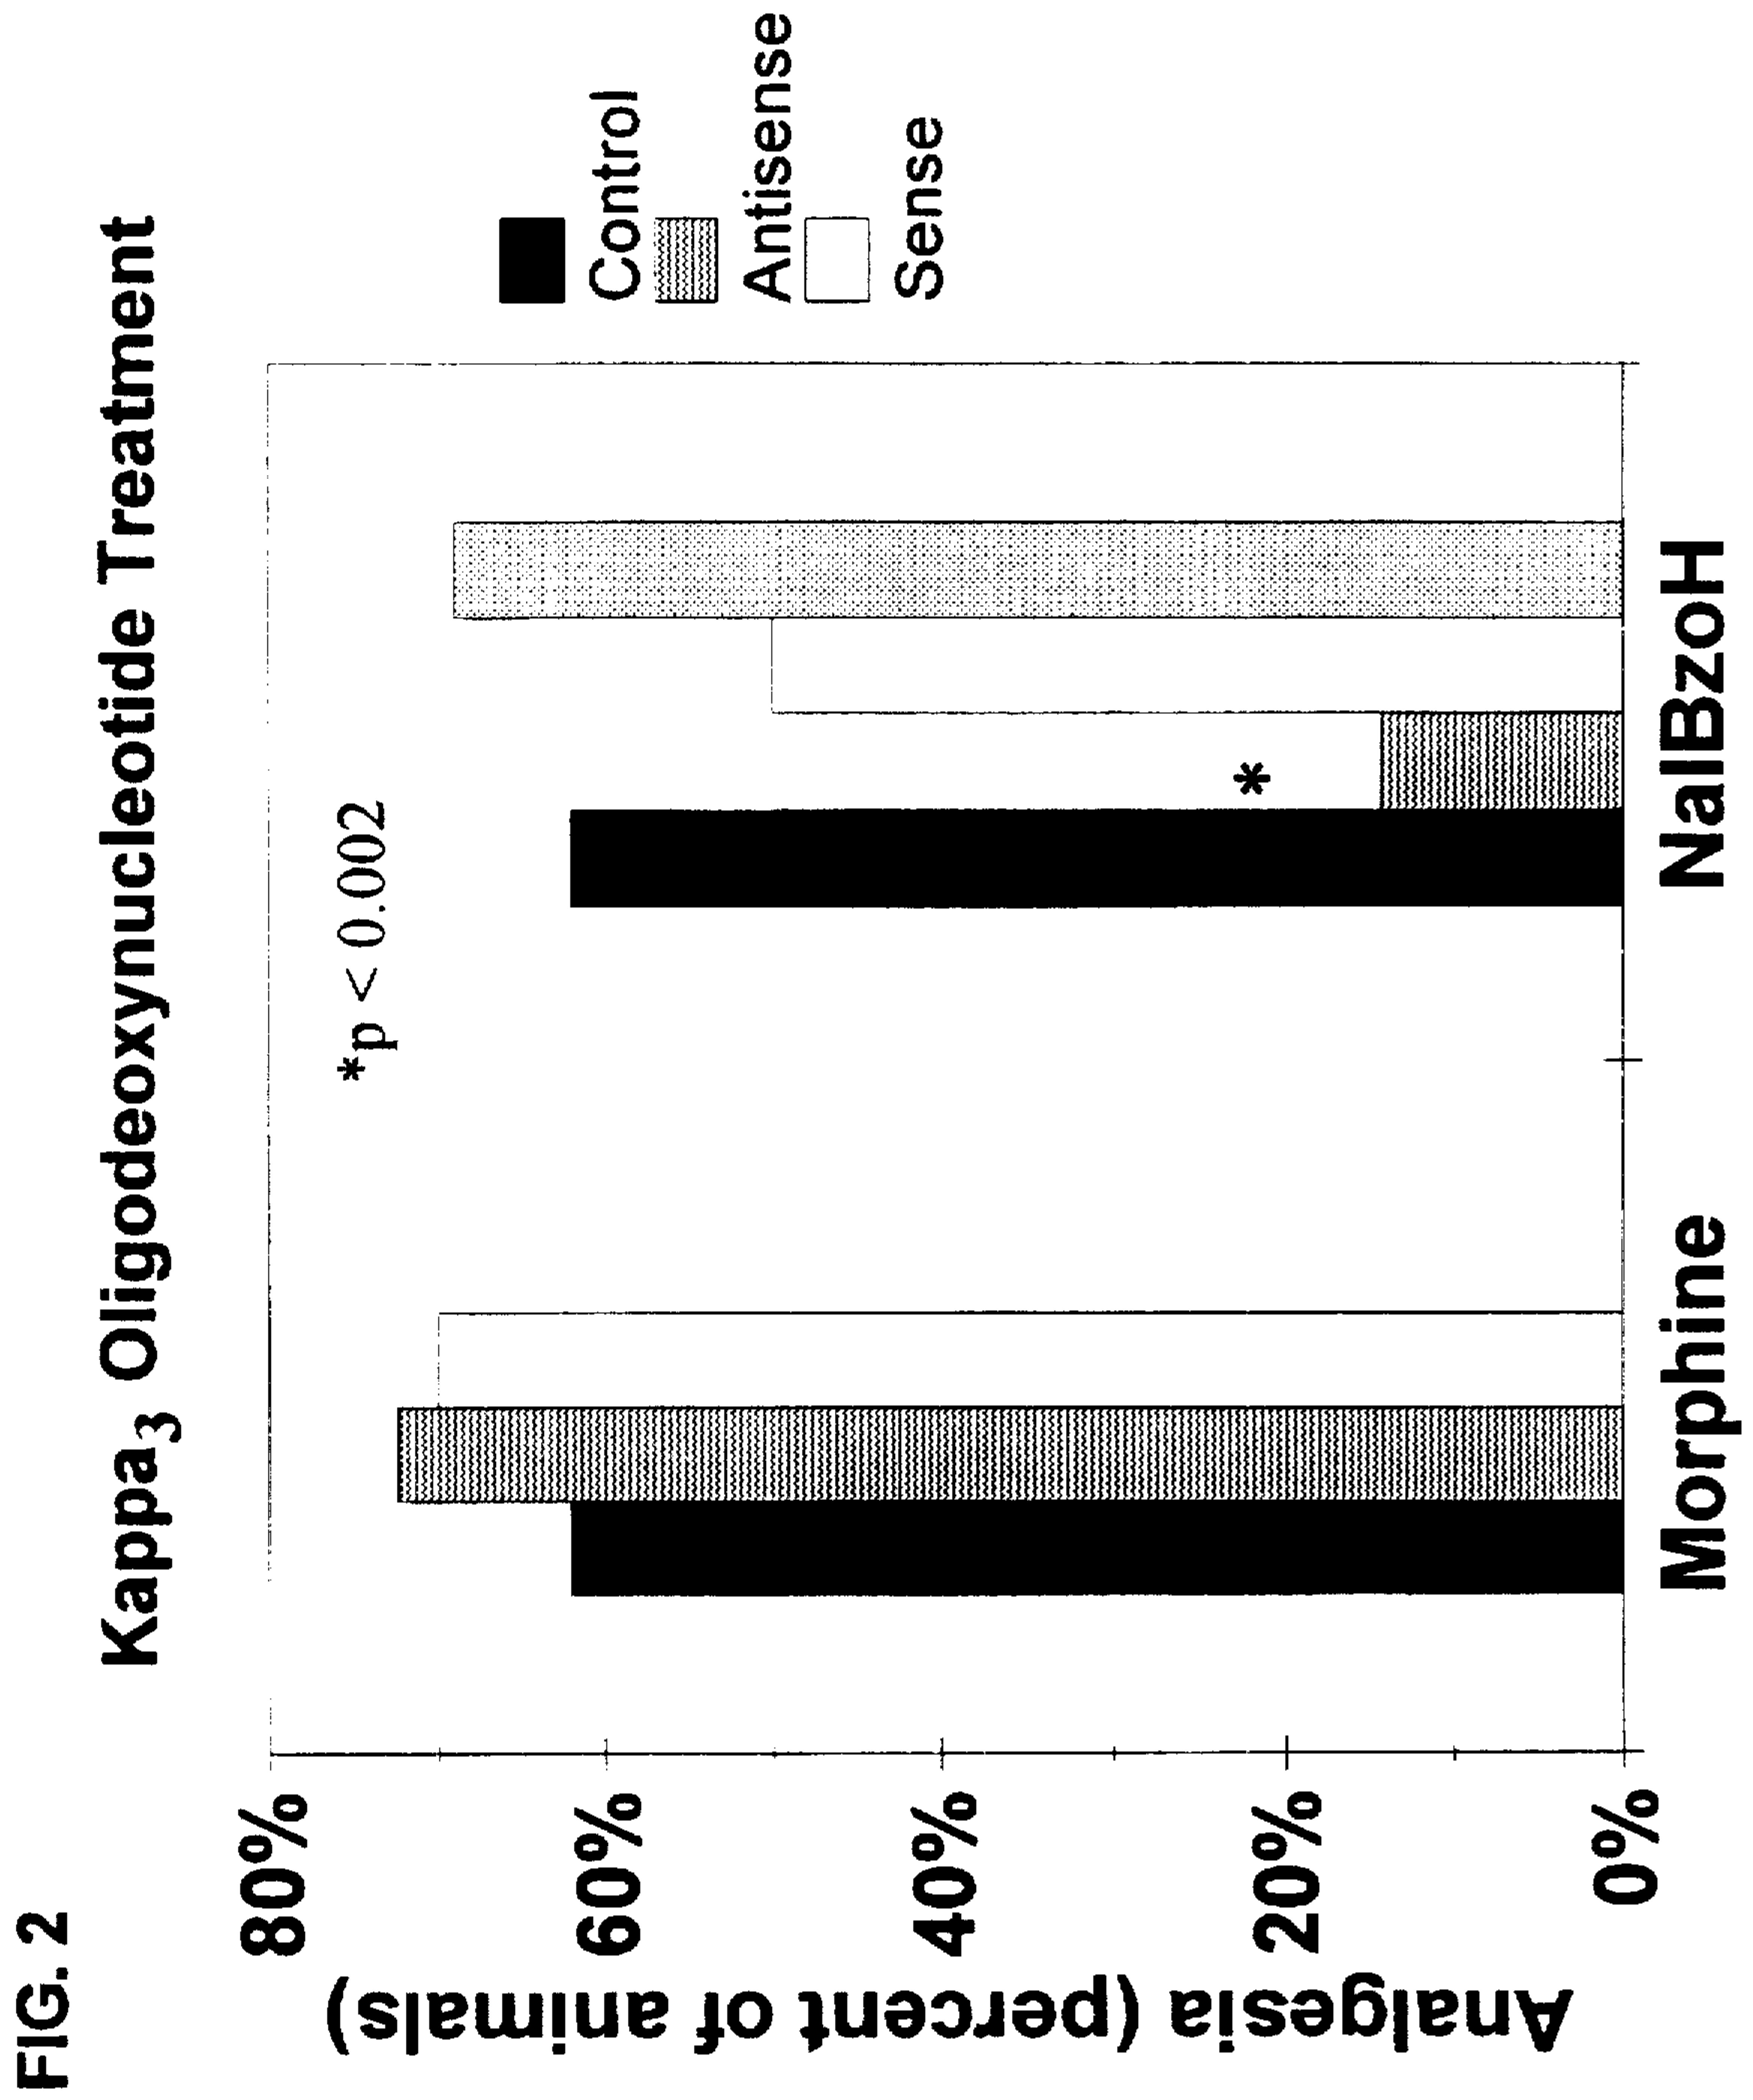 FIG. 2
Kappa3 Oligodeoxynucleotide Treatment
Analgesia (percent of animals)
80%
60%
40%
20%
0%
*p < 0.002
*
Morphine
NalBzoH
Control
Antisense
Sense